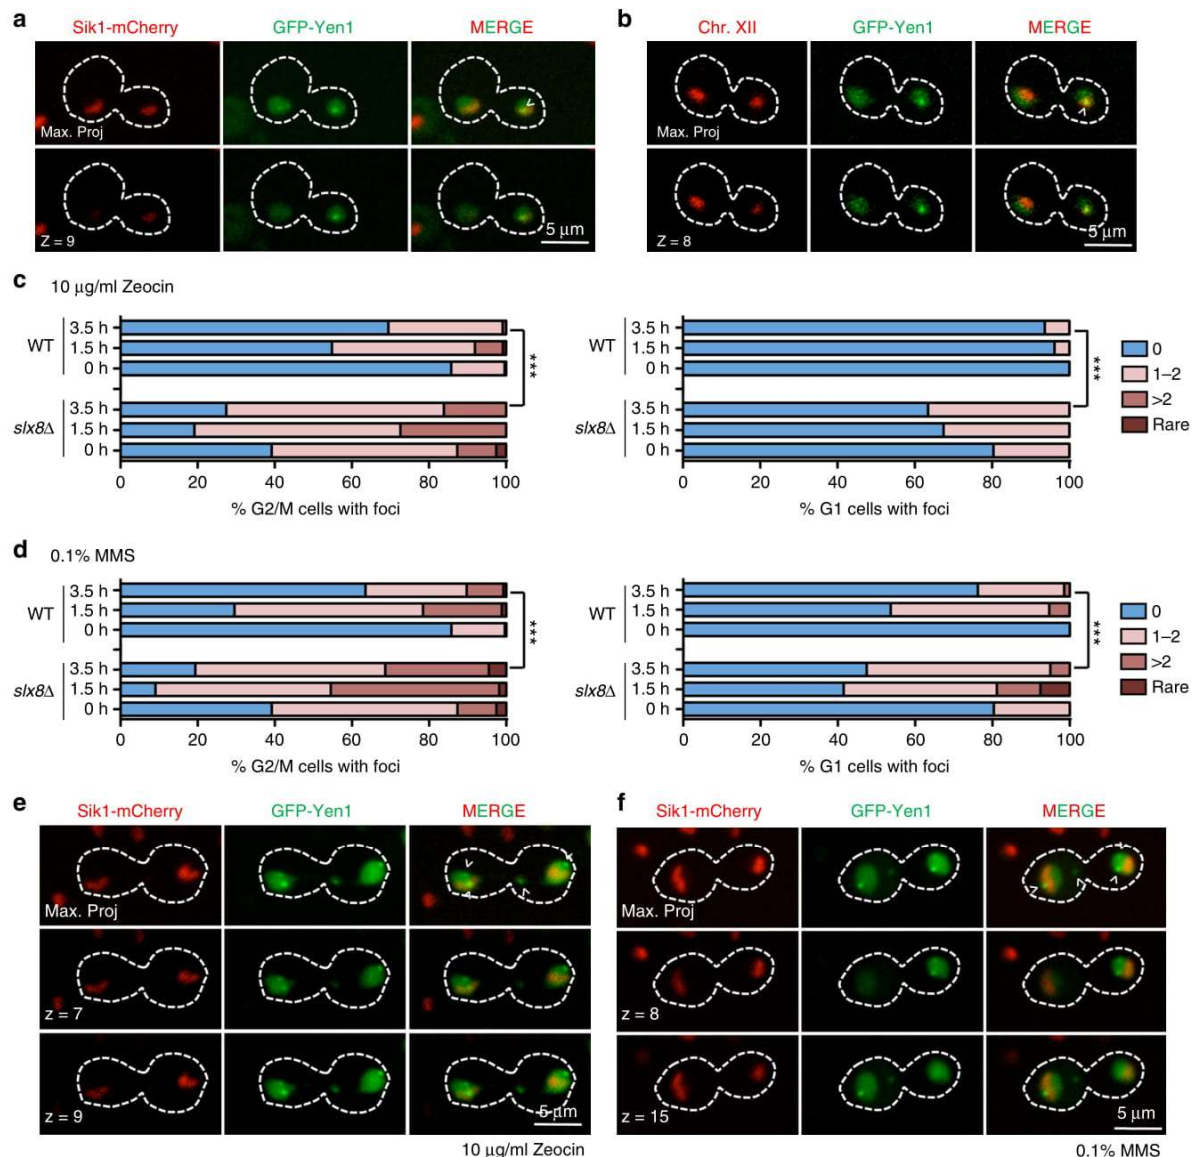 a
Sik1-mCherry GFP-Yen1 MERGE
Max. Proj
Z = 9
5 μm
b
Chr. XII GFP-Yen1 MERGE
Max. Proj
Z = 8
5 μm
c 10 μg/ml Zeocin
WT
3.5 h
1.5 h
0 h
***
slx8Δ
3.5 h
1.5 h
0 h
0 20 40 60 80 100
% G2/M cells with foci
WT
3.5 h
1.5 h
0 h
***
slx8Δ
3.5 h
1.5 h
0 h
0 20 40 60 80 100
% G1 cells with foci
0
1–2
>2
Rare
d 0.1% MMS
WT
3.5 h
1.5 h
0 h
***
slx8Δ
3.5 h
1.5 h
0 h
0 20 40 60 80 100
% G2/M cells with foci
WT
3.5 h
1.5 h
0 h
***
slx8Δ
3.5 h
1.5 h
0 h
0 20 40 60 80 100
% G1 cells with foci
0
1–2
>2
Rare
e
Sik1-mCherry GFP-Yen1 MERGE
Max. Proj
z = 7
z = 9
5 μm
10 μg/ml Zeocin
f
Sik1-mCherry GFP-Yen1 MERGE
Max. Proj
z = 8
z = 15
5 μm
0.1% MMS